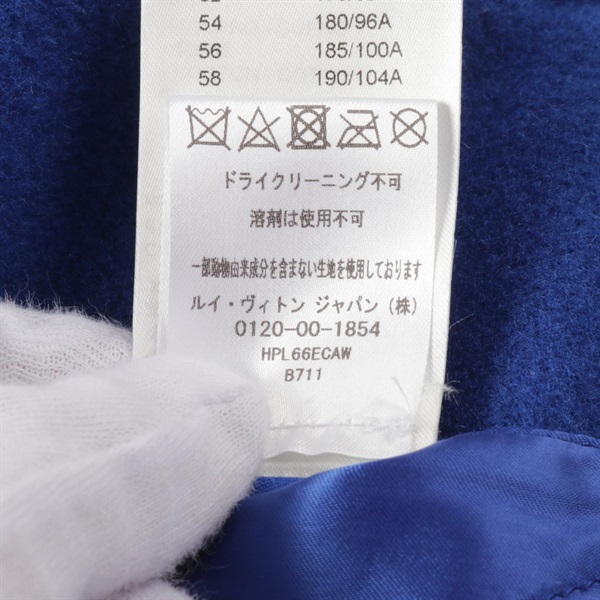 54 180/96A
56 185/100A
58 190/104A
ドライクリーニング不可
溶剤は使用不可
一部動物由来成分を含まない生地を使用しております
ルイ・ヴィトン ジャパン (株)
0120-00-1854
HPL66ECAW
B711